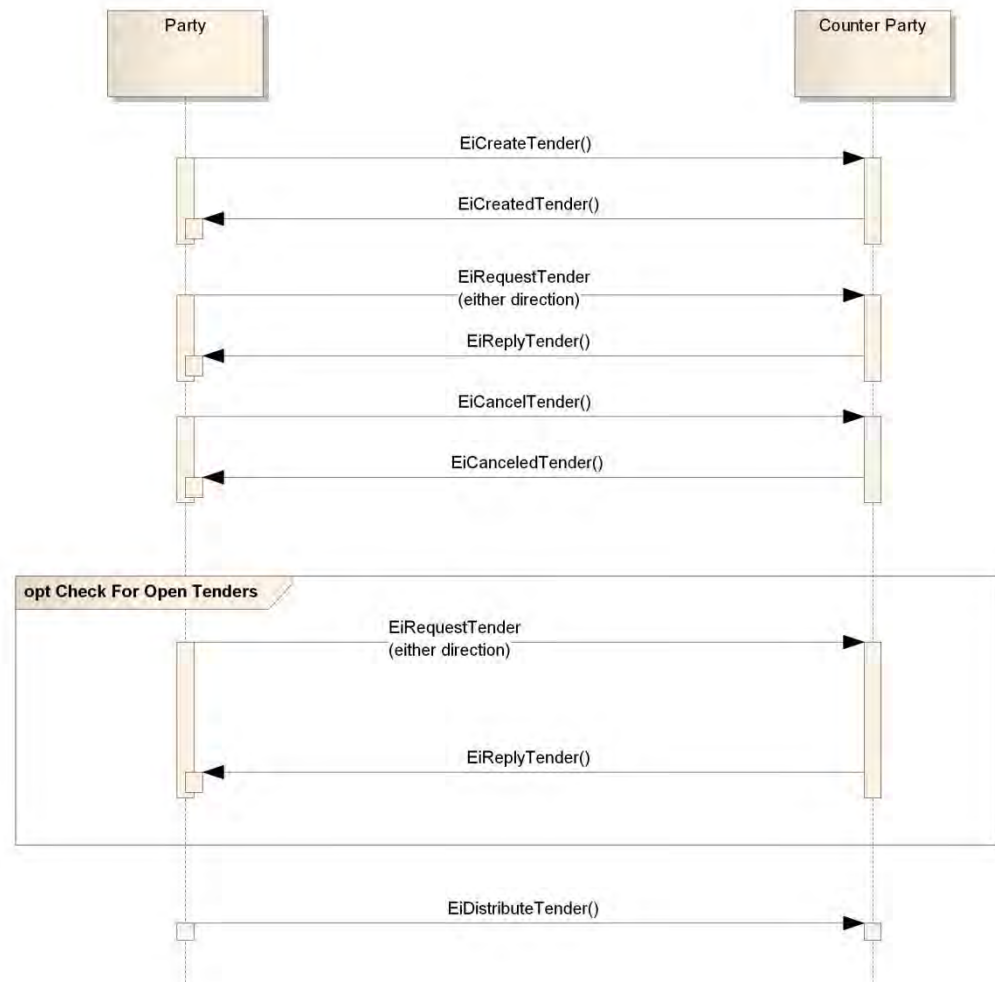 Party
Counter Party
EiCreateTender()
EiCreatedTender()
EiRequestTender
(either direction)
EiReplyTender()
EiCancelTender()
EiCanceledTender()
opt Check For Open Tenders
EiRequestTender
(either direction)
EiReplyTender()
EiDistributeTender()